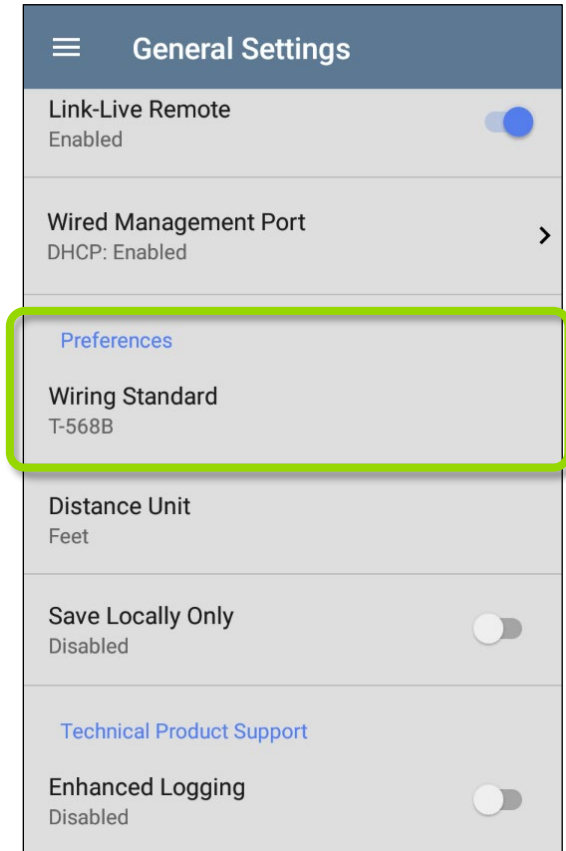 General Settings
Link-Live Remote
Enabled
Wired Management Port
DHCP: Enabled
Preferences
Wiring Standard
T-568B
Distance Unit
Feet
Save Locally Only
Disabled
Technical Product Support
Enhanced Logging
Disabled